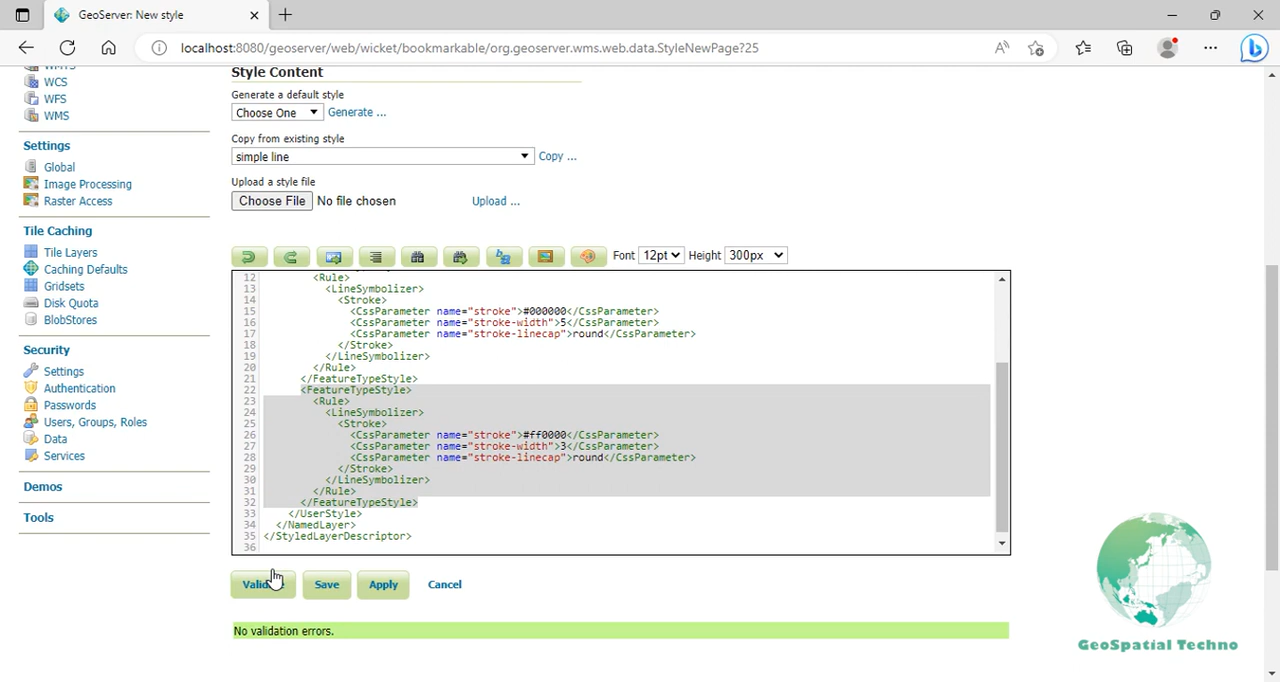 GeoServer: New style
localhost:8080/geoserver/web/wicket/bookmarkable/org.geoserver.wms.web.data.StyleNewPage?25
WMTS
WCS
WFS
WMS
Settings
Global
Image Processing
Raster Access
Tile Caching
Tile Layers
Caching Defaults
Gridsets
Disk Quota
BlobStores
Security
Settings
Authentication
Passwords
Users, Groups, Roles
Data
Services
Demos
Tools
Style Content
Generate a default style
Choose One Generate ...
Copy from existing style
simple line Copy ...
Upload a style file
Choose File No file chosen Upload ...
Font 12pt Height 300px
12 <Rule>
13 <LineSymbolizer>
14 <Stroke>
15 <CssParameter name="stroke">#000000</CssParameter>
16 <CssParameter name="stroke-width">5</CssParameter>
17 <CssParameter name="stroke-linecap">round</CssParameter>
18 </Stroke>
19 </LineSymbolizer>
20 </Rule>
21 </FeatureTypeStyle>
22 <FeatureTypeStyle>
23 <Rule>
24 <LineSymbolizer>
25 <Stroke>
26 <CssParameter name="stroke">#ff0000</CssParameter>
27 <CssParameter name="stroke-width">3</CssParameter>
28 <CssParameter name="stroke-linecap">round</CssParameter>
29 </Stroke>
30 </LineSymbolizer>
31 </Rule>
32 </FeatureTypeStyle>
33 </UserStyle>
34 </NamedLayer>
35 </StyledLayerDescriptor>
36
Validate Save Apply Cancel
No validation errors.
GeoSpatial Techno